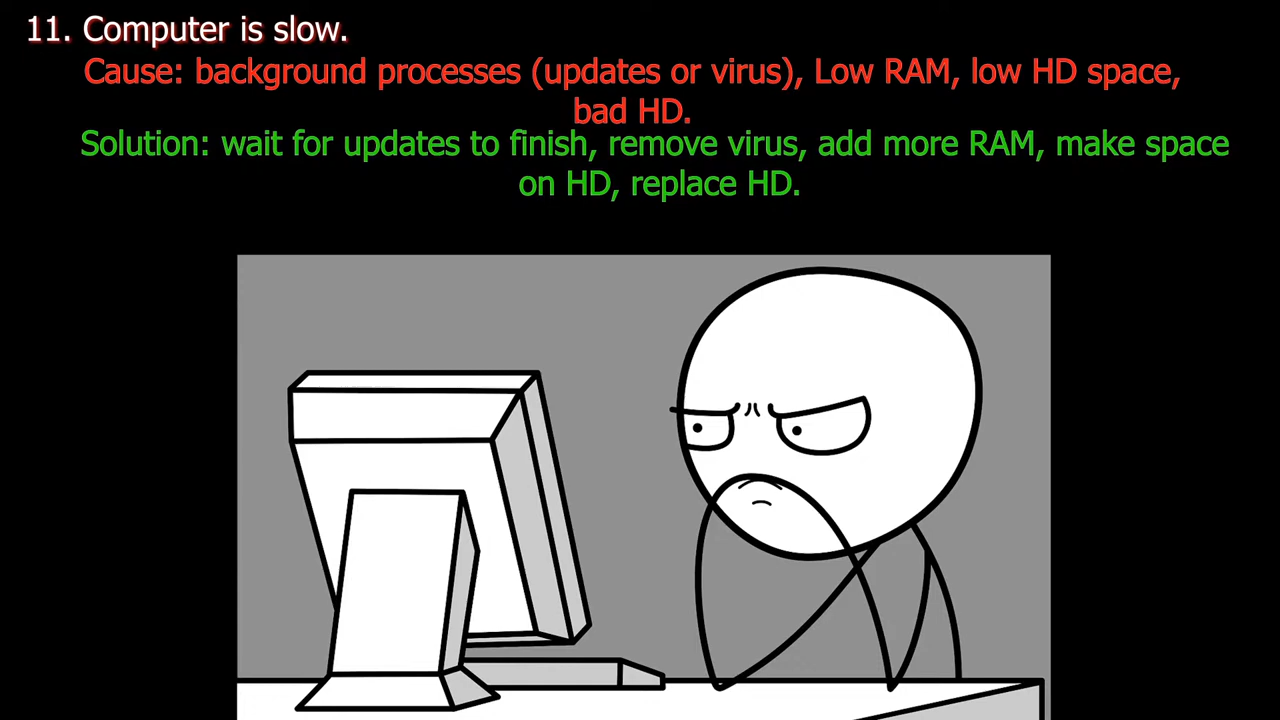 11. Computer is slow.
Cause: background processes (updates or virus), Low RAM, low HD space,
bad HD.
Solution: wait for updates to finish, remove virus, add more RAM, make space
on HD, replace HD.